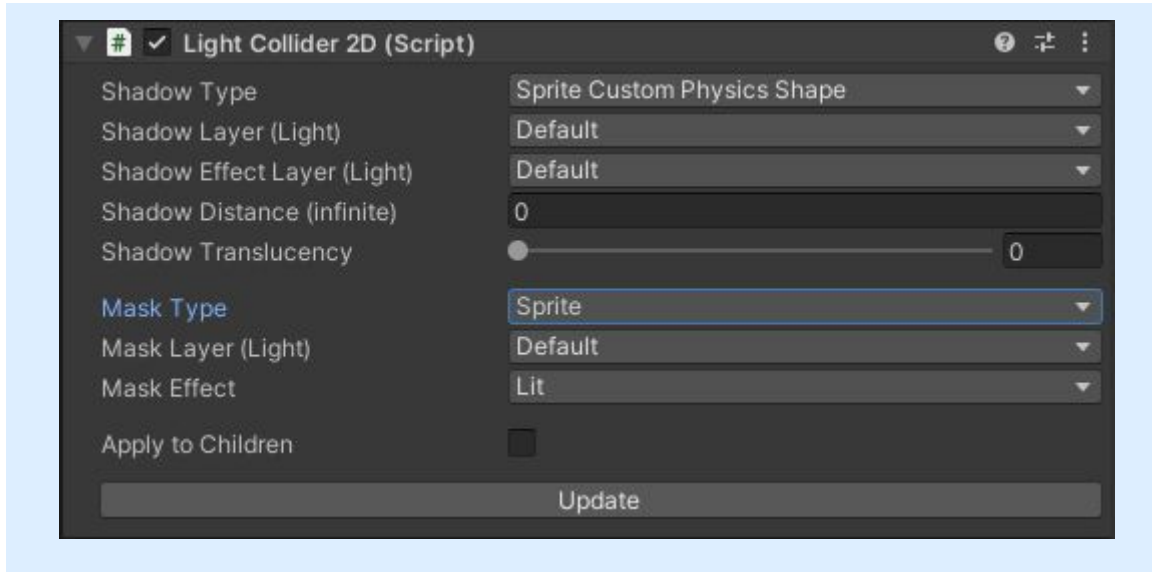 # Light Collider 2D (Script)
Shadow Type Sprite Custom Physics Shape
Shadow Layer (Light) Default
Shadow Effect Layer (Light) Default
Shadow Distance (infinite) 0
Shadow Translucency 0
Mask Type Sprite
Mask Layer (Light) Default
Mask Effect Lit
Apply to Children
Update